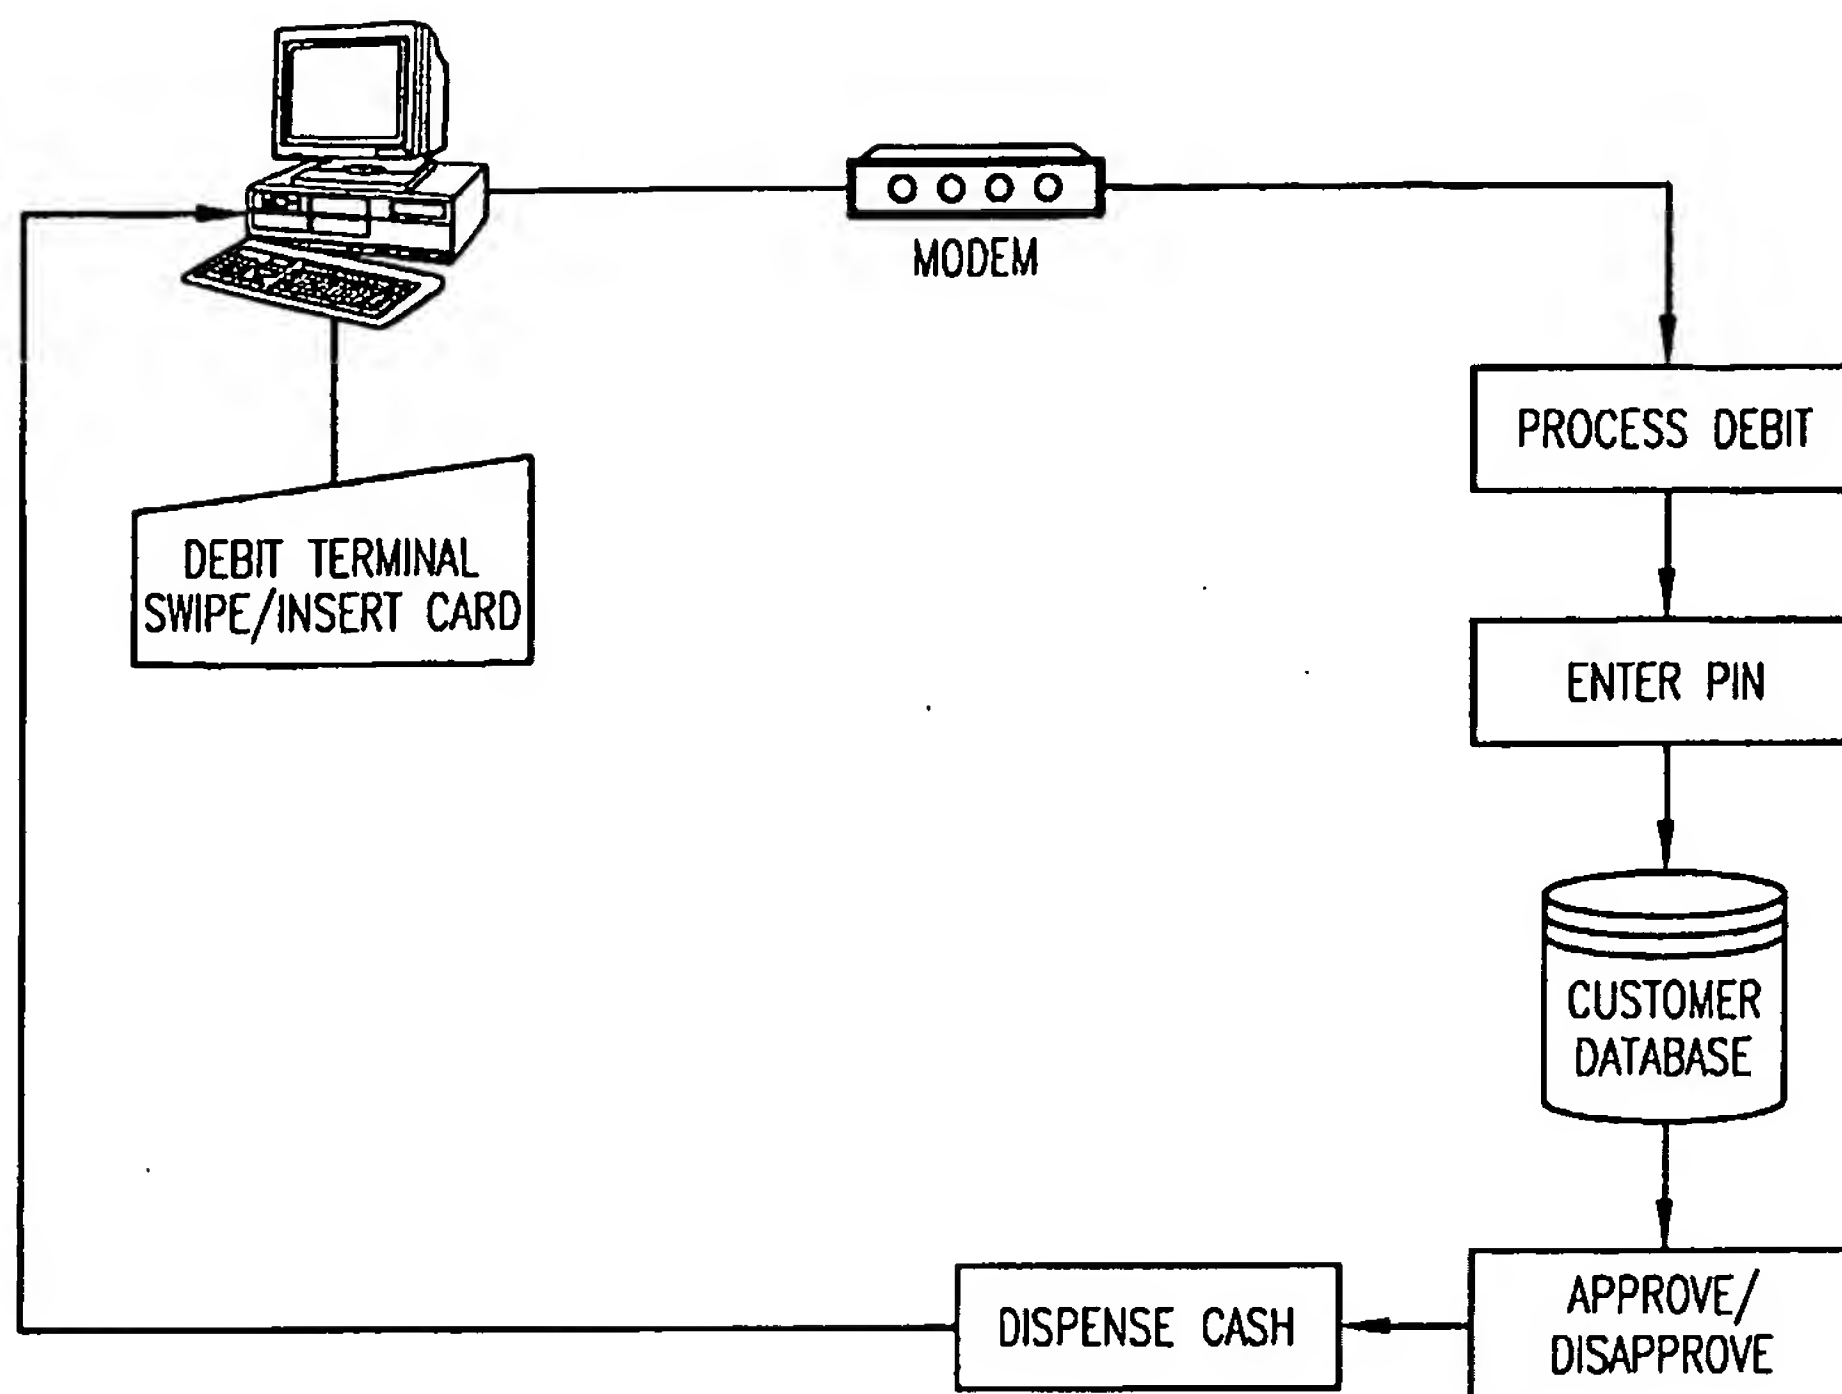 MODEM
PROCESS DEBIT
DEBIT TERMINAL
SWIPE/INSERT CARD
ENTER PIN
CUSTOMER
DATABASE
APPROVE/
DISAPPROVE
DISPENSE CASH